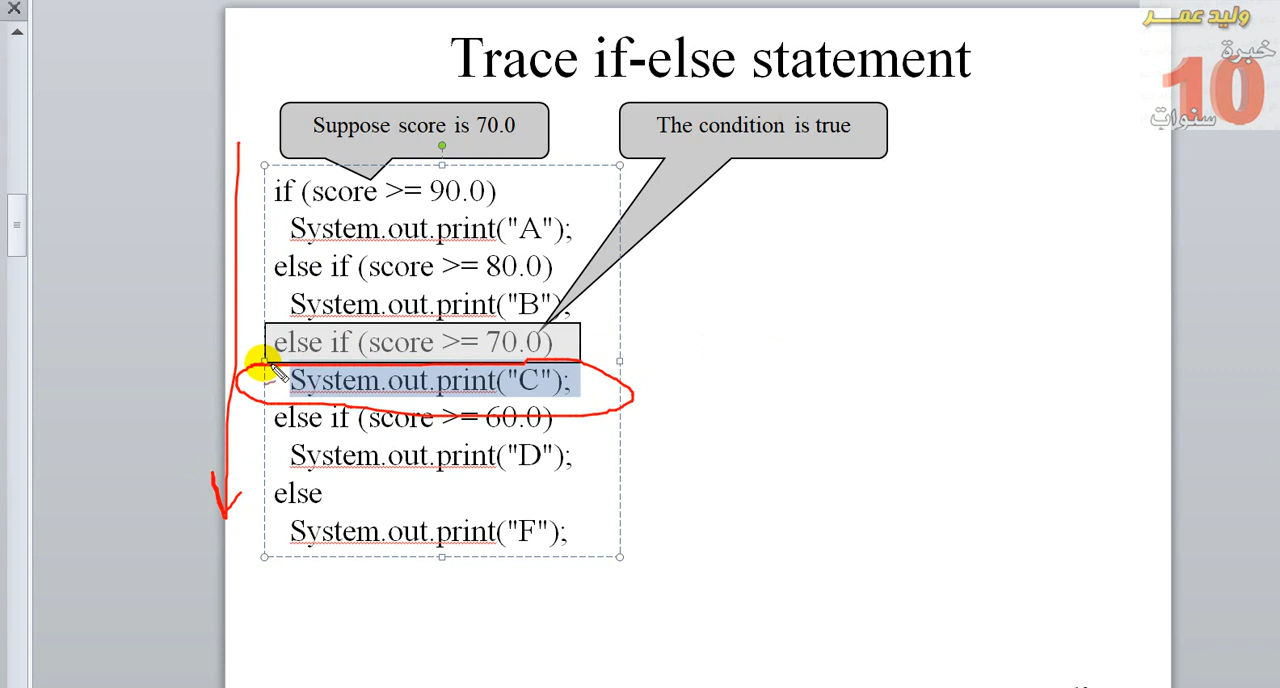 وليد عمر
خبرة
10
سنوات
Trace if-else statement
Suppose score is 70.0
The condition is true
if (score >= 90.0)
System.out.print("A");
else if (score >= 80.0)
System.out.print("B");
else if (score >= 70.0)
System.out.print("C");
else if (score >= 60.0)
System.out.print("D");
else
System.out.print("F");